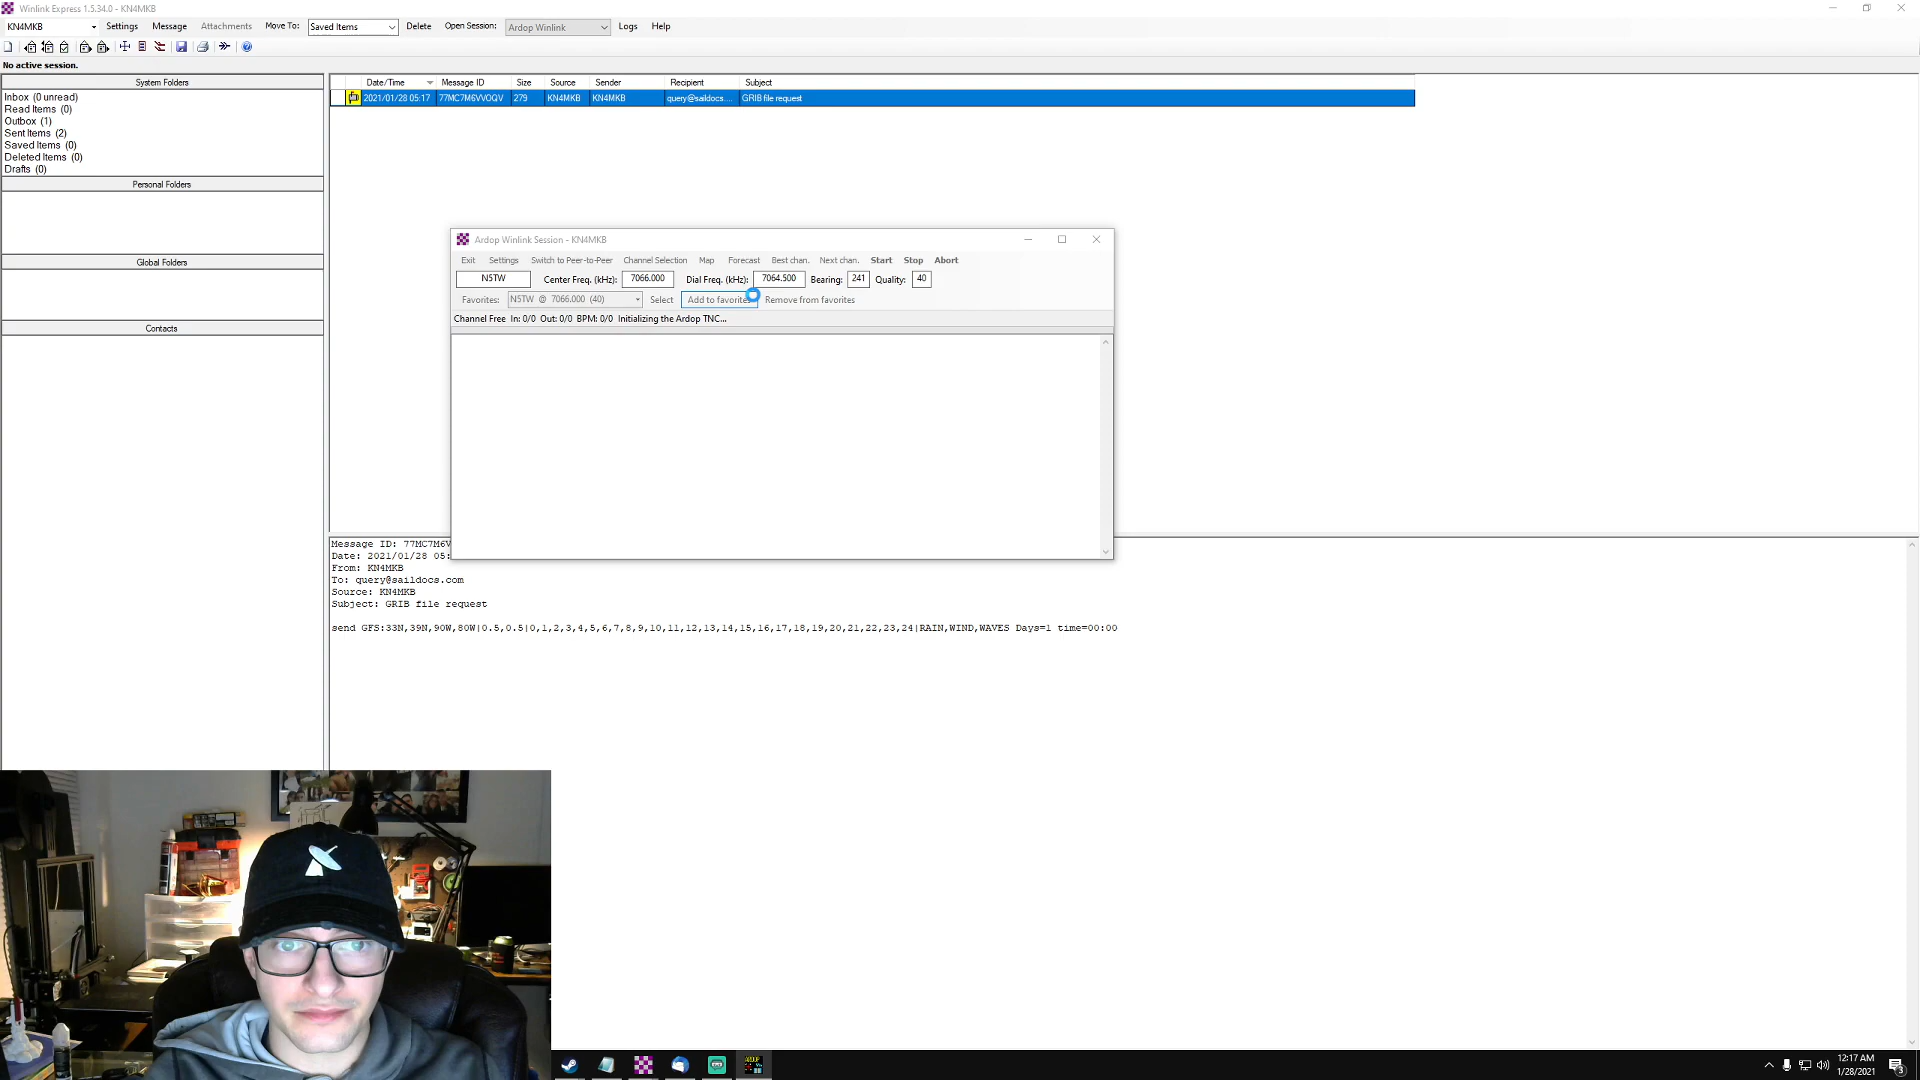 Winlink Express 1.5.34.0 - KN4MKB
KN4MKB Settings Message Attachments Move To: Saved Items Delete Open Session: Ardop Winlink Logs Help
No active session.
System Folders
Inbox (0 unread)
Read Items (0)
Outbox (1)
Sent Items (2)
Saved Items (0)
Deleted Items (0)
Drafts (0)
Personal Folders
Global Folders
Contacts
Date/Time Message ID Size Source Sender Recipient Subject
2021/01/28 05:17 77MC7M6VVOQV 279 KN4MKB KN4MKB query@saildocs.... GRIB file request
Ardop Winlink Session - KN4MKB
Exit Settings Switch to Peer-to-Peer Channel Selection Map Forecast Best chan. Next chan. Start Stop Abort
N5TW Center Freq. (kHz): 7066.000 Dial Freq. (kHz): 7064.500 Bearing: 241 Quality: 40
Favorites: N5TW @ 7066.000 (40) Select Add to favorites Remove from favorites
Channel Free In: 0/0 Out: 0/0 BPM: 0/0 Initializing the Ardop TNC...
Message ID: 77MC7M6V
Date: 2021/01/28 05:
From: KN4MKB
To: query@saildocs.com
Source: KN4MKB
Subject: GRIB file request
send GFS:33N,39N,90W,80W|0.5,0.5|0,1,2,3,4,5,6,7,8,9,10,11,12,13,14,15,16,17,18,19,20,21,22,23,24|RAIN,WIND,WAVES Days=1 time=00:00
ARDOP
12:17 AM
1/28/2021
3